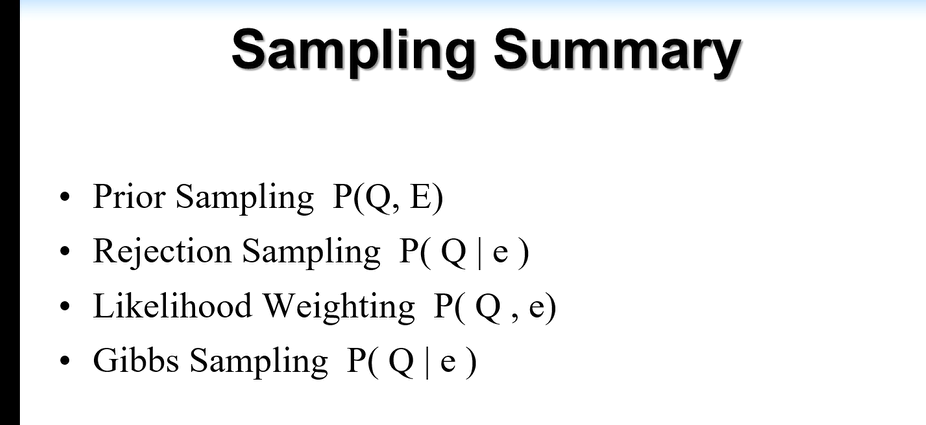 Sampling Summary
• Prior Sampling P(Q, E)
• Rejection Sampling P( Q | e )
• Likelihood Weighting P( Q , e)
• Gibbs Sampling P( Q | e )